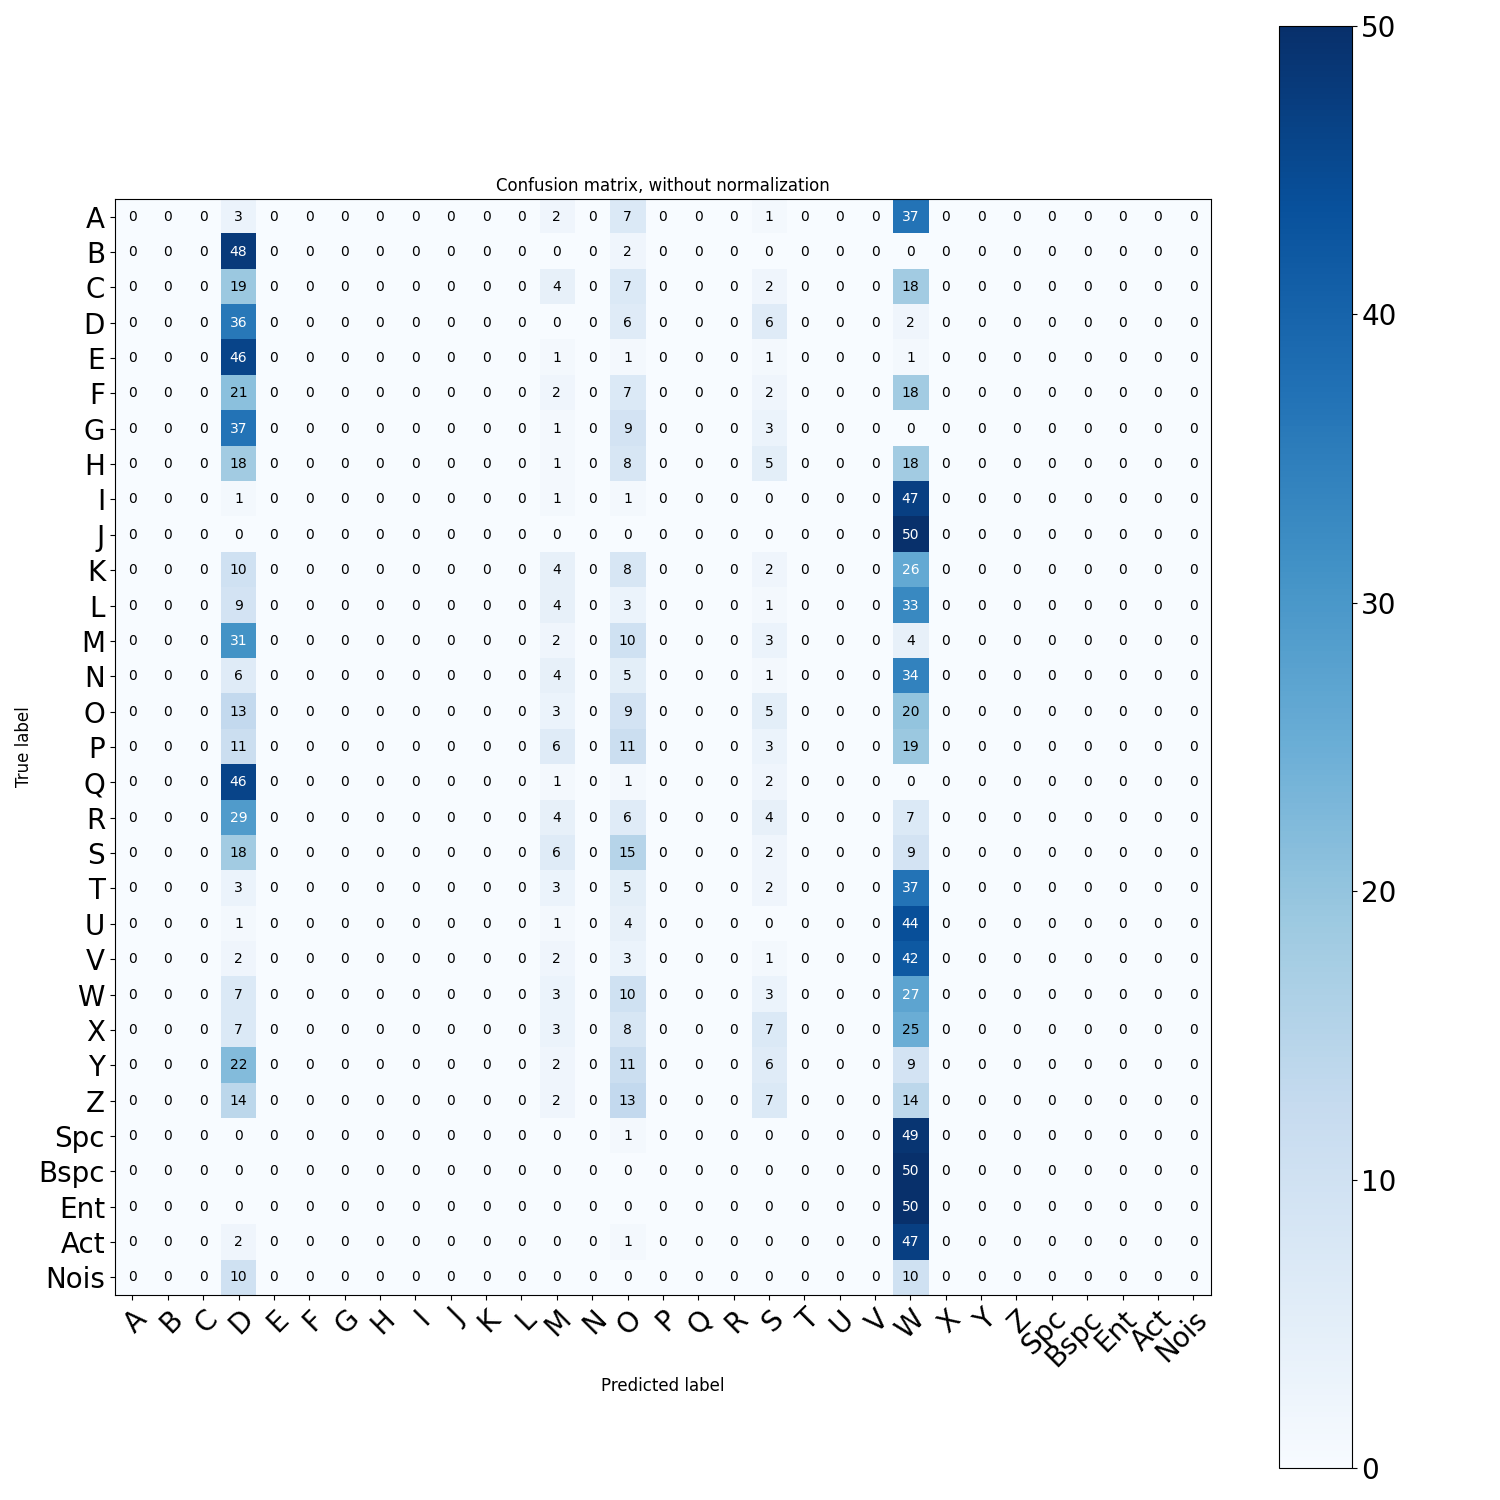 Confusion matrix, without normalization
A 0 0 0 3 0 0 0 0 0 0 0 0 2 0 7 0 0 0 1 0 0 0 37 0 0 0 0 0 0 0 0
B 0 0 0 48 0 0 0 0 0 0 0 0 0 0 2 0 0 0 0 0 0 0 0 0 0 0 0 0 0 0 0
C 0 0 0 19 0 0 0 0 0 0 0 0 4 0 7 0 0 0 2 0 0 0 18 0 0 0 0 0 0 0 0
D 0 0 0 36 0 0 0 0 0 0 0 0 0 0 6 0 0 0 6 0 0 0 2 0 0 0 0 0 0 0 0
E 0 0 0 46 0 0 0 0 0 0 0 0 1 0 1 0 0 0 1 0 0 0 1 0 0 0 0 0 0 0 0
F 0 0 0 21 0 0 0 0 0 0 0 0 2 0 7 0 0 0 2 0 0 0 18 0 0 0 0 0 0 0 0
G 0 0 0 37 0 0 0 0 0 0 0 0 1 0 9 0 0 0 3 0 0 0 0 0 0 0 0 0 0 0 0
H 0 0 0 18 0 0 0 0 0 0 0 0 1 0 8 0 0 0 5 0 0 0 18 0 0 0 0 0 0 0 0
I 0 0 0 1 0 0 0 0 0 0 0 0 1 0 1 0 0 0 0 0 0 0 47 0 0 0 0 0 0 0 0
J 0 0 0 0 0 0 0 0 0 0 0 0 0 0 0 0 0 0 0 0 0 0 50 0 0 0 0 0 0 0 0
K 0 0 0 10 0 0 0 0 0 0 0 0 4 0 8 0 0 0 2 0 0 0 26 0 0 0 0 0 0 0 0
L 0 0 0 9 0 0 0 0 0 0 0 0 4 0 3 0 0 0 1 0 0 0 33 0 0 0 0 0 0 0 0
M 0 0 0 31 0 0 0 0 0 0 0 0 2 0 10 0 0 0 3 0 0 0 4 0 0 0 0 0 0 0 0
N 0 0 0 6 0 0 0 0 0 0 0 0 4 0 5 0 0 0 1 0 0 0 34 0 0 0 0 0 0 0 0
O 0 0 0 13 0 0 0 0 0 0 0 0 3 0 9 0 0 0 5 0 0 0 20 0 0 0 0 0 0 0 0
P 0 0 0 11 0 0 0 0 0 0 0 0 6 0 11 0 0 0 3 0 0 0 19 0 0 0 0 0 0 0 0
Q 0 0 0 46 0 0 0 0 0 0 0 0 1 0 1 0 0 0 2 0 0 0 0 0 0 0 0 0 0 0 0
R 0 0 0 29 0 0 0 0 0 0 0 0 4 0 6 0 0 0 4 0 0 0 7 0 0 0 0 0 0 0 0
S 0 0 0 18 0 0 0 0 0 0 0 0 6 0 15 0 0 0 2 0 0 0 9 0 0 0 0 0 0 0 0
T 0 0 0 3 0 0 0 0 0 0 0 0 3 0 5 0 0 0 2 0 0 0 37 0 0 0 0 0 0 0 0
U 0 0 0 1 0 0 0 0 0 0 0 0 1 0 4 0 0 0 0 0 0 0 44 0 0 0 0 0 0 0 0
V 0 0 0 2 0 0 0 0 0 0 0 0 2 0 3 0 0 0 1 0 0 0 42 0 0 0 0 0 0 0 0
W 0 0 0 7 0 0 0 0 0 0 0 0 3 0 10 0 0 0 3 0 0 0 27 0 0 0 0 0 0 0 0
X 0 0 0 7 0 0 0 0 0 0 0 0 3 0 8 0 0 0 7 0 0 0 25 0 0 0 0 0 0 0 0
Y 0 0 0 22 0 0 0 0 0 0 0 0 2 0 11 0 0 0 6 0 0 0 9 0 0 0 0 0 0 0 0
Z 0 0 0 14 0 0 0 0 0 0 0 0 2 0 13 0 0 0 7 0 0 0 14 0 0 0 0 0 0 0 0
Spc 0 0 0 0 0 0 0 0 0 0 0 0 0 0 1 0 0 0 0 0 0 0 49 0 0 0 0 0 0 0 0
Bspc 0 0 0 0 0 0 0 0 0 0 0 0 0 0 0 0 0 0 0 0 0 0 50 0 0 0 0 0 0 0 0
Ent 0 0 0 0 0 0 0 0 0 0 0 0 0 0 0 0 0 0 0 0 0 0 50 0 0 0 0 0 0 0 0
Act 0 0 0 2 0 0 0 0 0 0 0 0 0 0 1 0 0 0 0 0 0 0 47 0 0 0 0 0 0 0 0
Nois 0 0 0 10 0 0 0 0 0 0 0 0 0 0 0 0 0 0 0 0 0 0 10 0 0 0 0 0 0 0 0
A B C D E F G H I J K L M N O P Q R S T U V W X Y Z Spc Bspc Ent Act Nois
Predicted label
True label
50
40
30
20
10
0